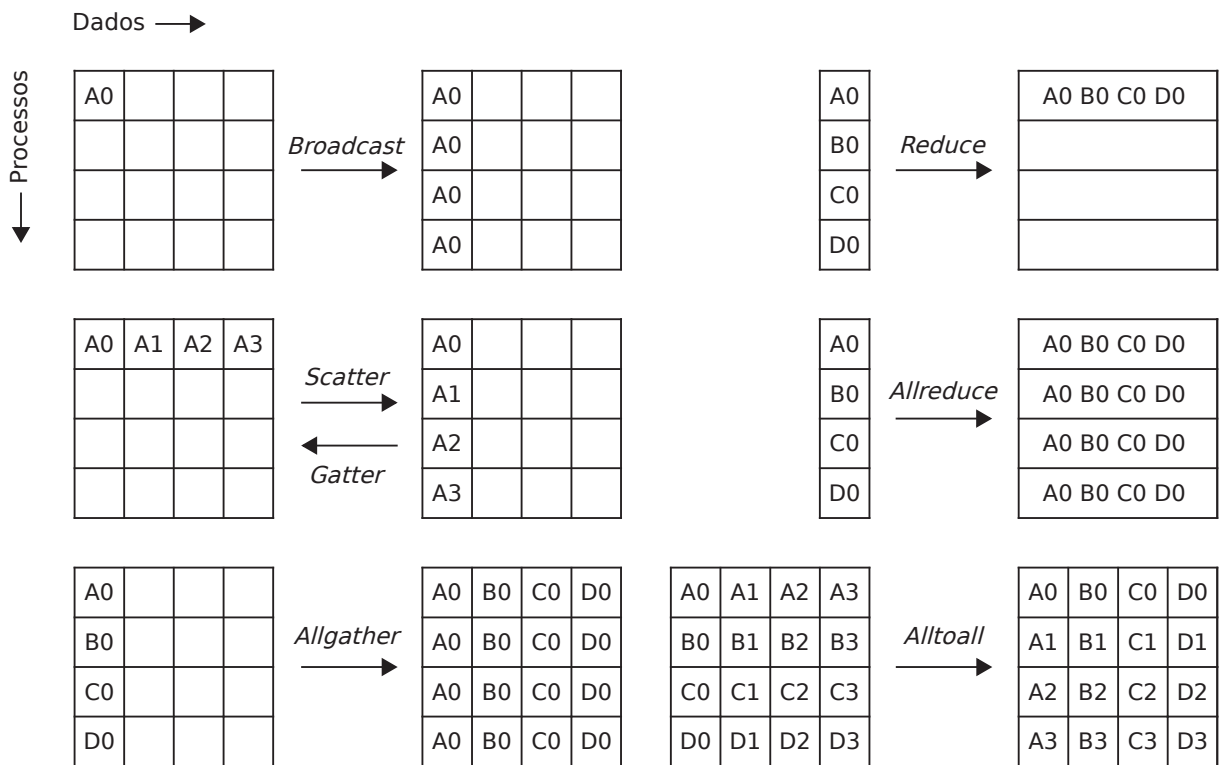 Dados
Processos
A0
Broadcast
A0
A0
A0
A0
A0
B0
C0
D0
Reduce
A0 B0 C0 D0
A0 A1 A2 A3
Scatter
Gatter
A0
A1
A2
A3
A0
B0
C0
D0
Allreduce
A0 B0 C0 D0
A0 B0 C0 D0
A0 B0 C0 D0
A0 B0 C0 D0
A0
B0
C0
D0
Allgather
A0 B0 C0 D0
A0 B0 C0 D0
A0 B0 C0 D0
A0 B0 C0 D0
A0 A1 A2 A3
B0 B1 B2 B3
C0 C1 C2 C3
D0 D1 D2 D3
Alltoall
A0 B0 C0 D0
A1 B1 C1 D1
A2 B2 C2 D2
A3 B3 C3 D3